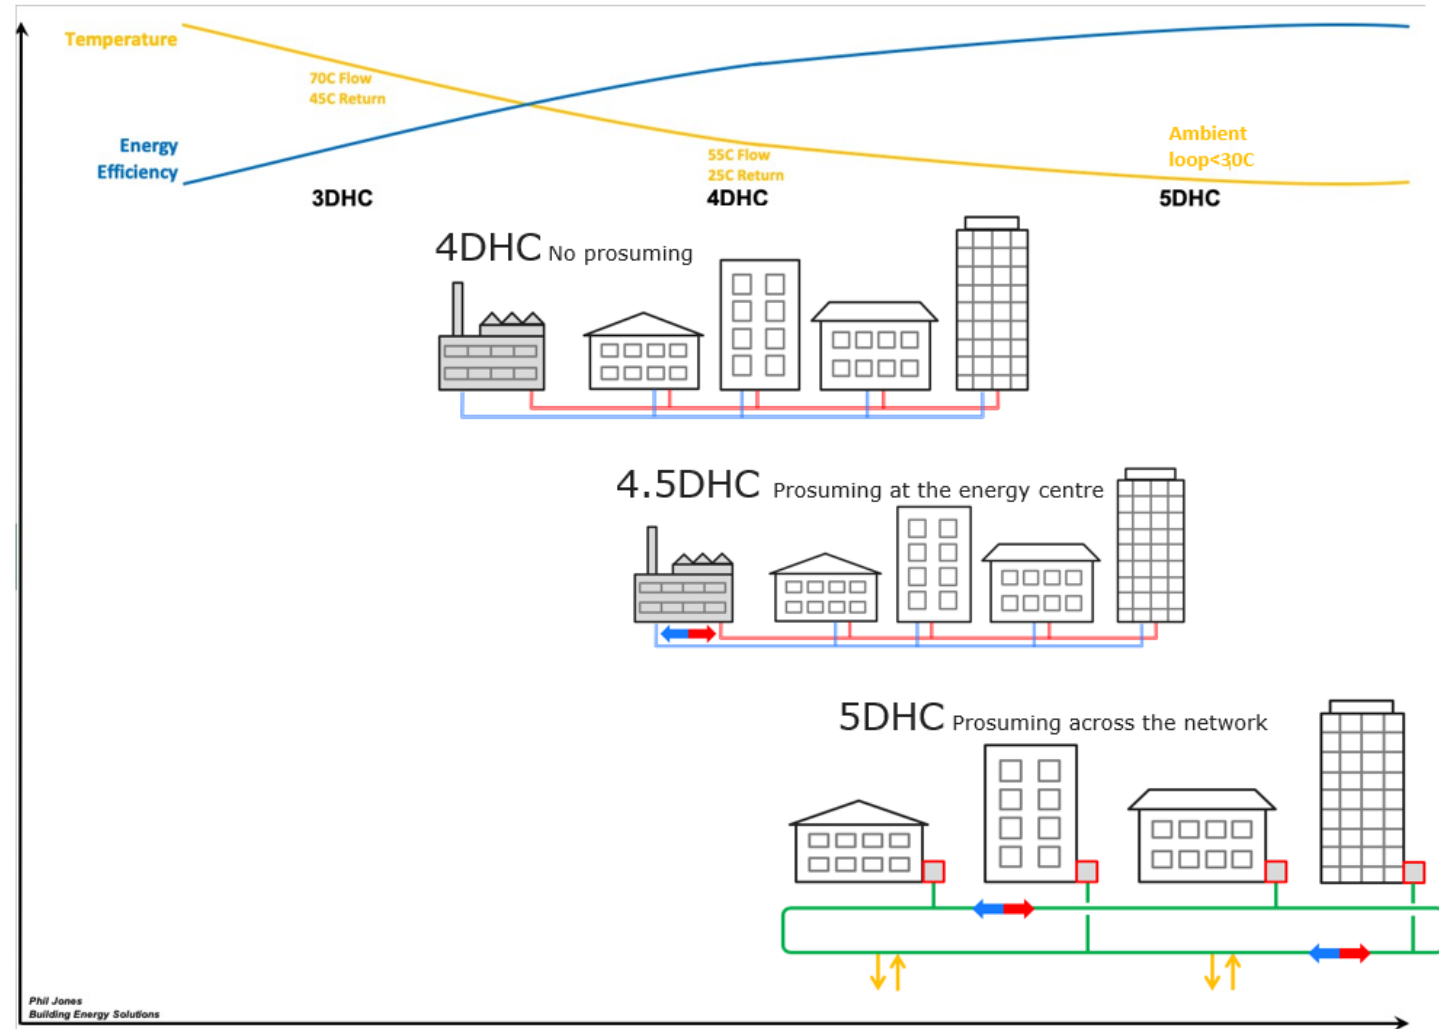 Temperature
70C Flow
45C Return
Energy
Efficiency
55C Flow
25C Return
Ambient
loop<30C
3DHC
4DHC
5DHC
4DHC No prosuming
4.5DHC Prosuming at the energy centre
5DHC Prosuming across the network
Phil Jones
Building Energy Solutions